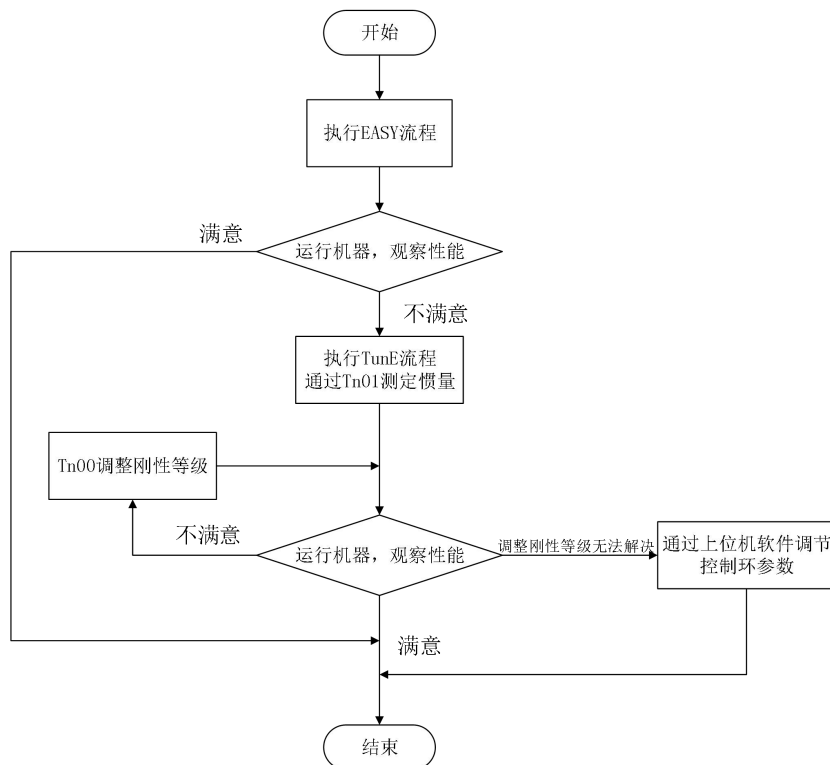 开始
执行EASY流程
满意
运行机器，观察性能
不满意
执行TunE流程
通过Tn01测定惯量
Tn00调整刚性等级
不满意
运行机器，观察性能
调整刚性等级无法解决
通过上位机软件调节
控制环参数
满意
结束